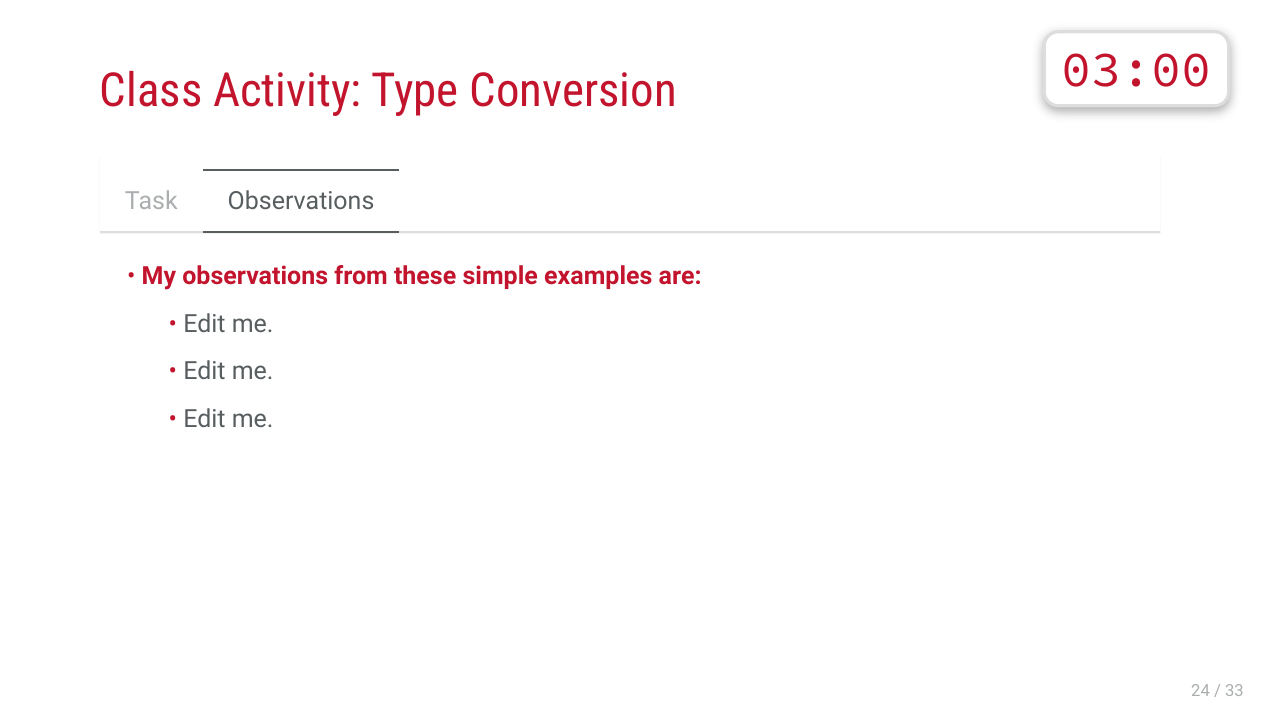 Class Activity: Type Conversion
03:00
Task
Observations
• My observations from these simple examples are:
• Edit me.
• Edit me.
• Edit me.
24 / 33